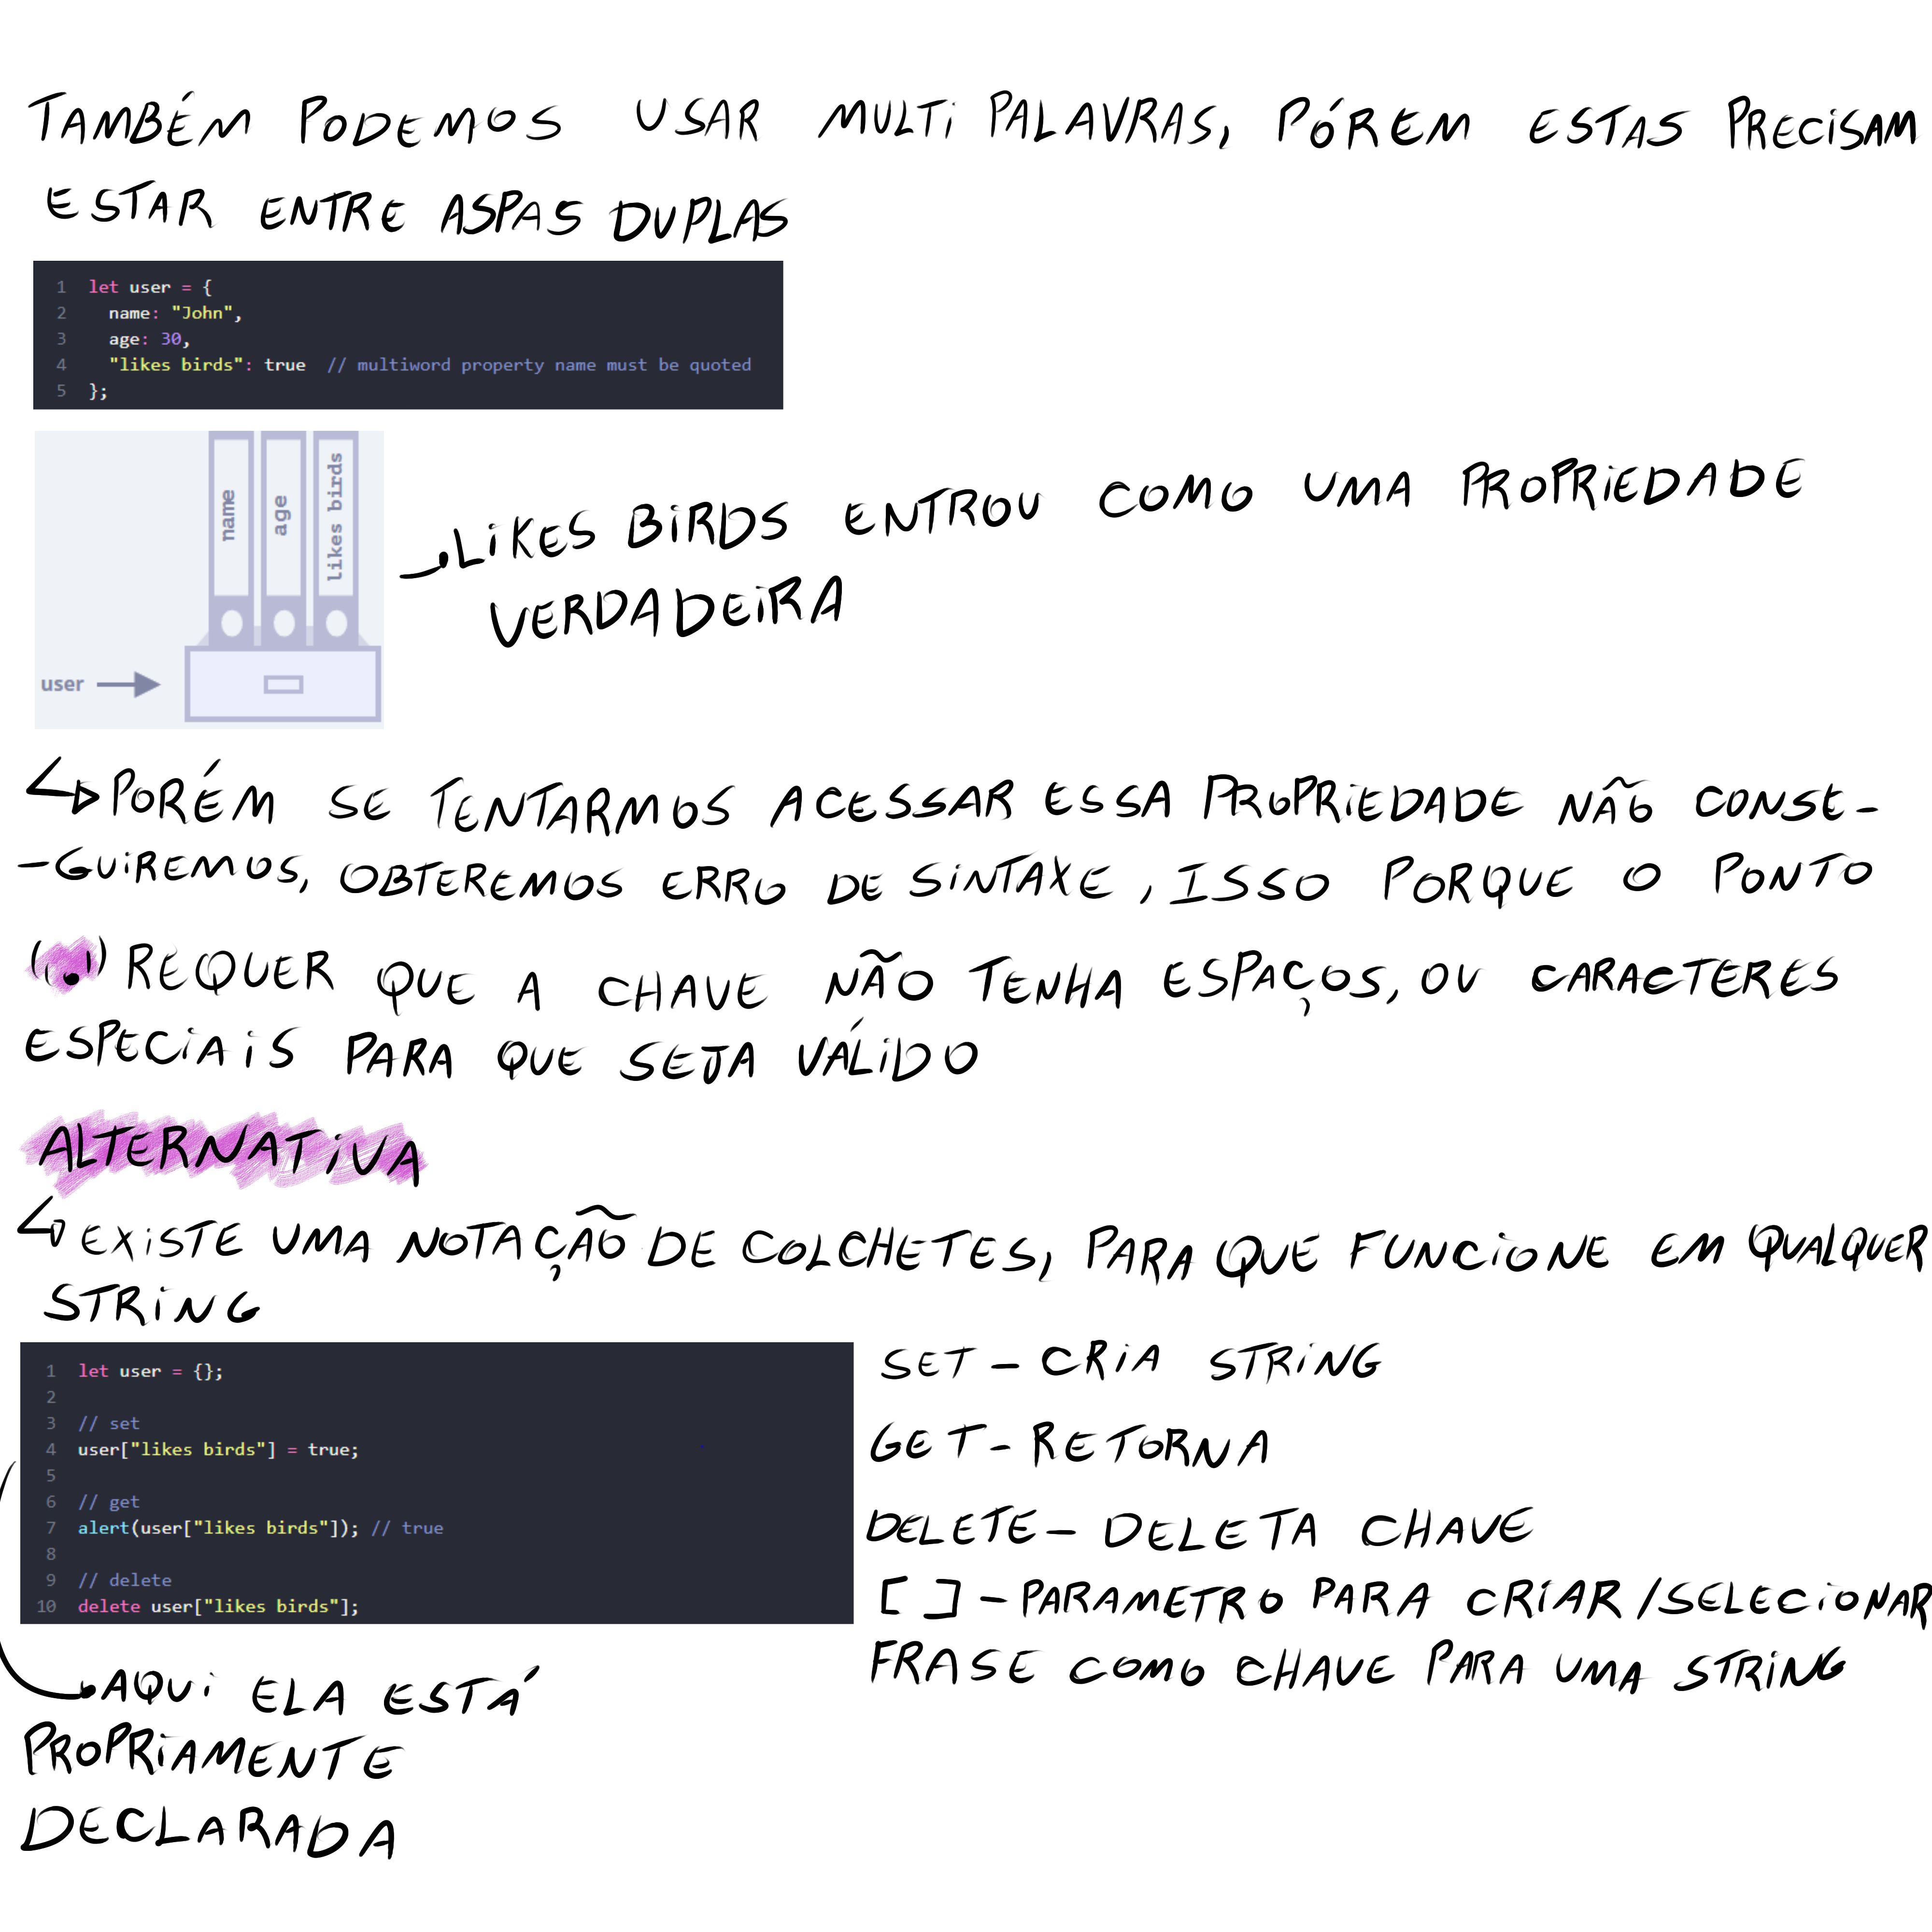 TAMBÉM PODEMOS USAR MULTI PALAVRAS, PÓREM ESTAS PRECISAM
ESTAR ENTRE ASPAS DUPLAS
1 let user = {
2 name: "John",
3 age: 30,
4 "likes birds": true // multiword property name must be quoted
5 };
name
age
likes birds
user
LIKES BIRDS ENTROU COMO UMA PROPRIEDADE
VERDADEIRA
PORÉM SE TENTARMOS ACESSAR ESSA PROPRIEDADE NÃO CONSE-
-GUIREMOS, OBTEREMOS ERRO DE SINTAXE, ISSO PORQUE O PONTO
('.') REQUER QUE A CHAVE NÃO TENHA ESPAÇOS, OU CARACTERES
ESPECIAIS PARA QUE SEJA VÁLIDO
ALTERNATIVA
EXISTE UMA NOTAÇÃO DE COLCHETES, PARA QUE FUNCIONE EM QUALQUER
STRING
1 let user = {};
2
3 // set
4 user["likes birds"] = true;
5
6 // get
7 alert(user["likes birds"]); // true
8
9 // delete
10 delete user["likes birds"];
SET - CRIA STRING
GET - RETORNA
DELETE - DELETA CHAVE
[ ] - PARAMETRO PARA CRIAR/SELECIONAR
FRASE COMO CHAVE PARA UMA STRING
AQUI ELA ESTÁ
PROPRIAMENTE
DECLARADA